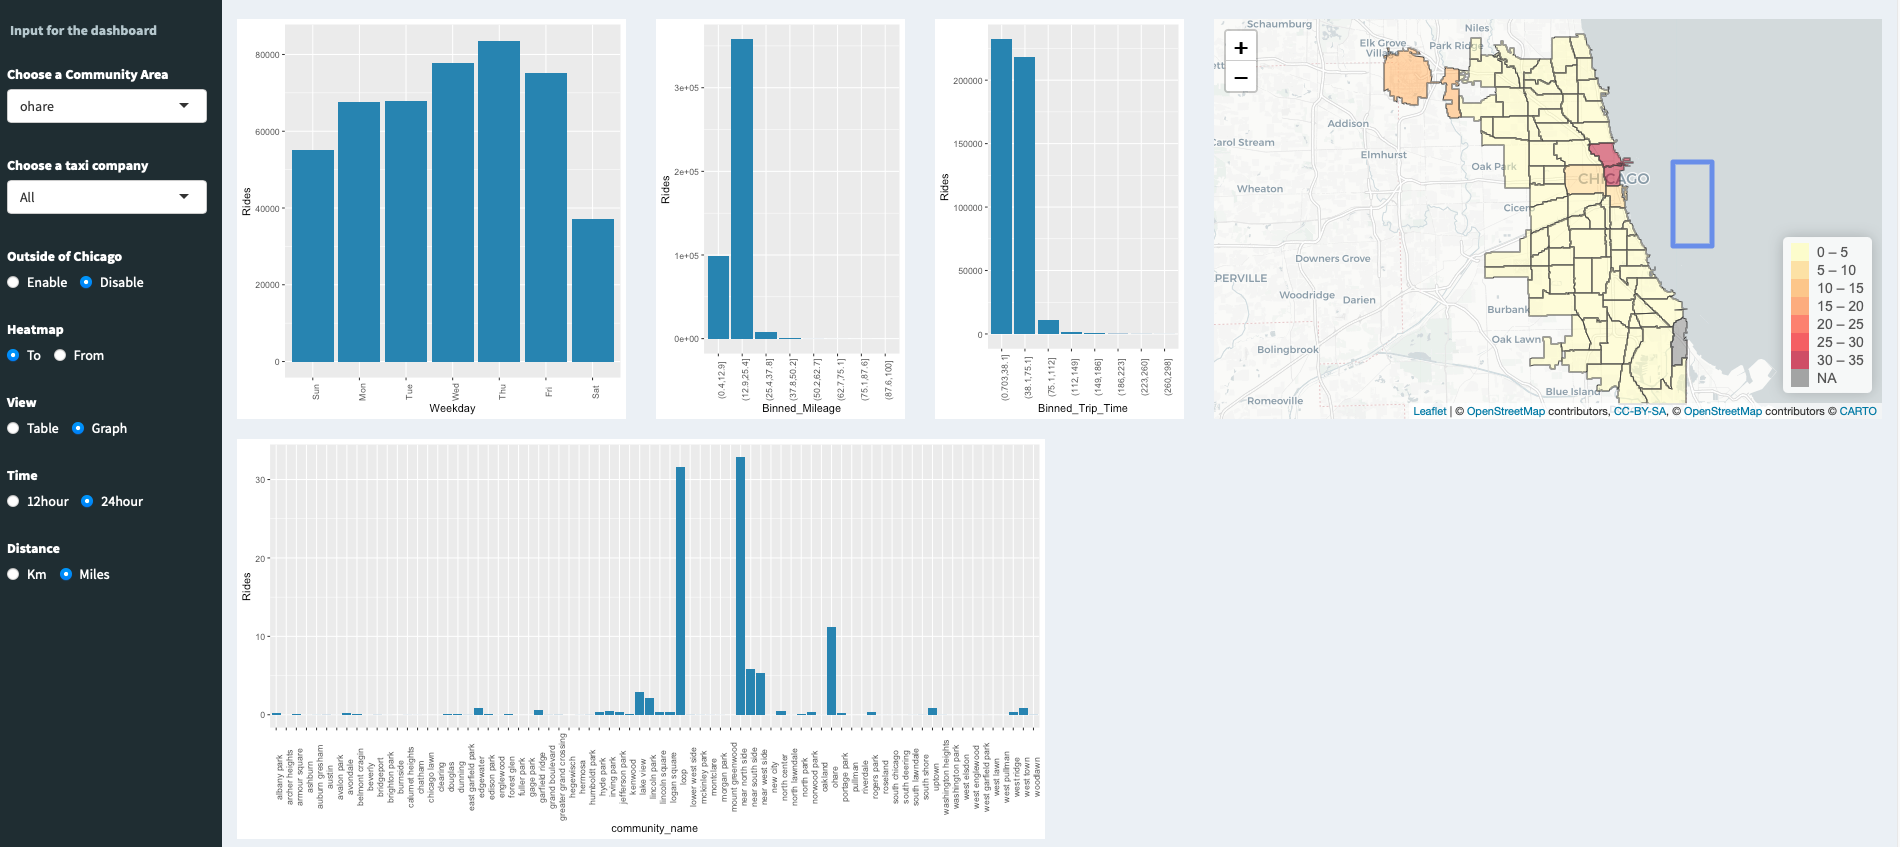 Input for the dashboard
Choose a Community Area
ohare
Choose a taxi company
All
Outside of Chicago
Enable Disable
Heatmap
To From
View
Table Graph
Time
12hour 24hour
Distance
Km Miles
Rides
80000
60000
40000
20000
0
Sun Mon Tue Wed Thu Fri Sat
Weekday
Rides
3e+05
2e+05
1e+05
0e+00
(0.4,12.9] (12.9,25.4] (25.4,37.8] (37.8,50.2] (50.2,62.7] (62.7,75.1] (75.1,87.6] (87.6,100]
Binned_Mileage
Rides
200000
150000
100000
50000
0
(0.703,38.1] (38.1,75.1] (75.1,112] (112,149] (149,186] (186,223] (223,260] (260,298]
Binned_Trip_Time
+
−
Schaumburg
Niles
Elk Grove
Village
Park Ridge
Addison
Carol Stream
Elmhurst
Oak Park
CHICAGO
Wheaton
Cicero
Downers Grove
PERVILLE
Woodridge
Darien
Burbank
Oak Lawn
Bolingbrook
Blue Island
Romeoville
0 – 5
5 – 10
10 – 15
15 – 20
20 – 25
25 – 30
30 – 35
NA
Leaflet | © OpenStreetMap contributors, CC-BY-SA, © OpenStreetMap contributors © CARTO
Rides
30
20
10
0
albany park
archer heights
armour square
ashburn
auburn gresham
austin
avalon park
avondale
belmont cragin
beverly
bridgeport
brighton park
burnside
calumet heights
chatham
chicago lawn
clearing
douglas
dunning
east garfield park
edgewater
edison park
englewood
forest glen
fuller park
gage park
garfield ridge
grand boulevard
greater grand crossing
hegewisch
hermosa
humboldt park
hyde park
irving park
jefferson park
kenwood
lake view
lincoln park
lincoln square
logan square
loop
lower west side
mckinley park
montclare
morgan park
mount greenwood
near north side
near south side
near west side
new city
north center
north lawndale
north park
norwood park
oakland
ohare
portage park
pullman
riverdale
rogers park
roseland
south chicago
south deering
south lawndale
south shore
uptown
washington heights
washington park
west elsdon
west englewood
west garfield park
west lawn
west pullman
west ridge
west town
woodlawn
community_name